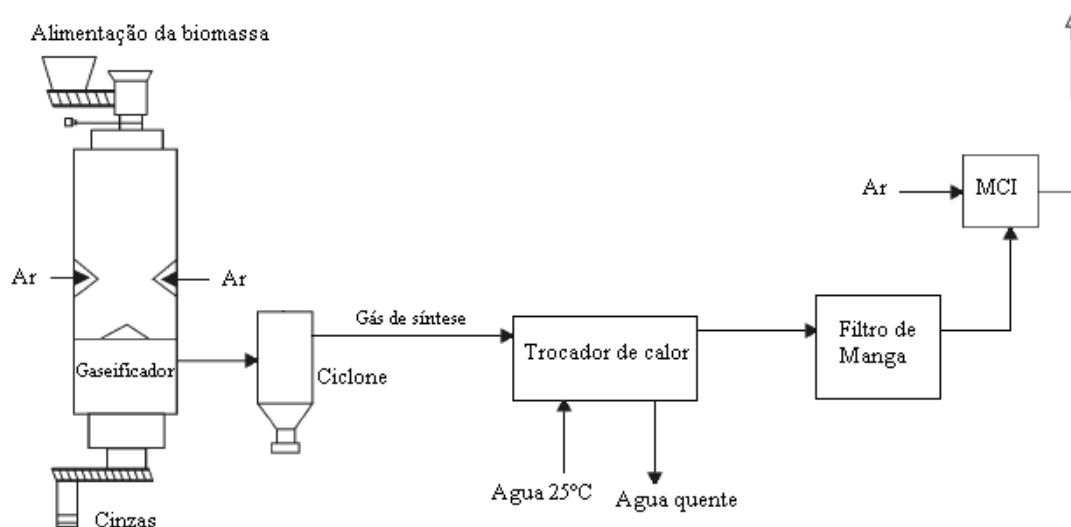 Alimentação da biomassa
MCI
Ar
Ar
Ar
Gás de síntese
Filtro de
Manga
Trocador de calor
Gaseificador
Ciclone
Agua 25°C
Agua quente
Cinzas